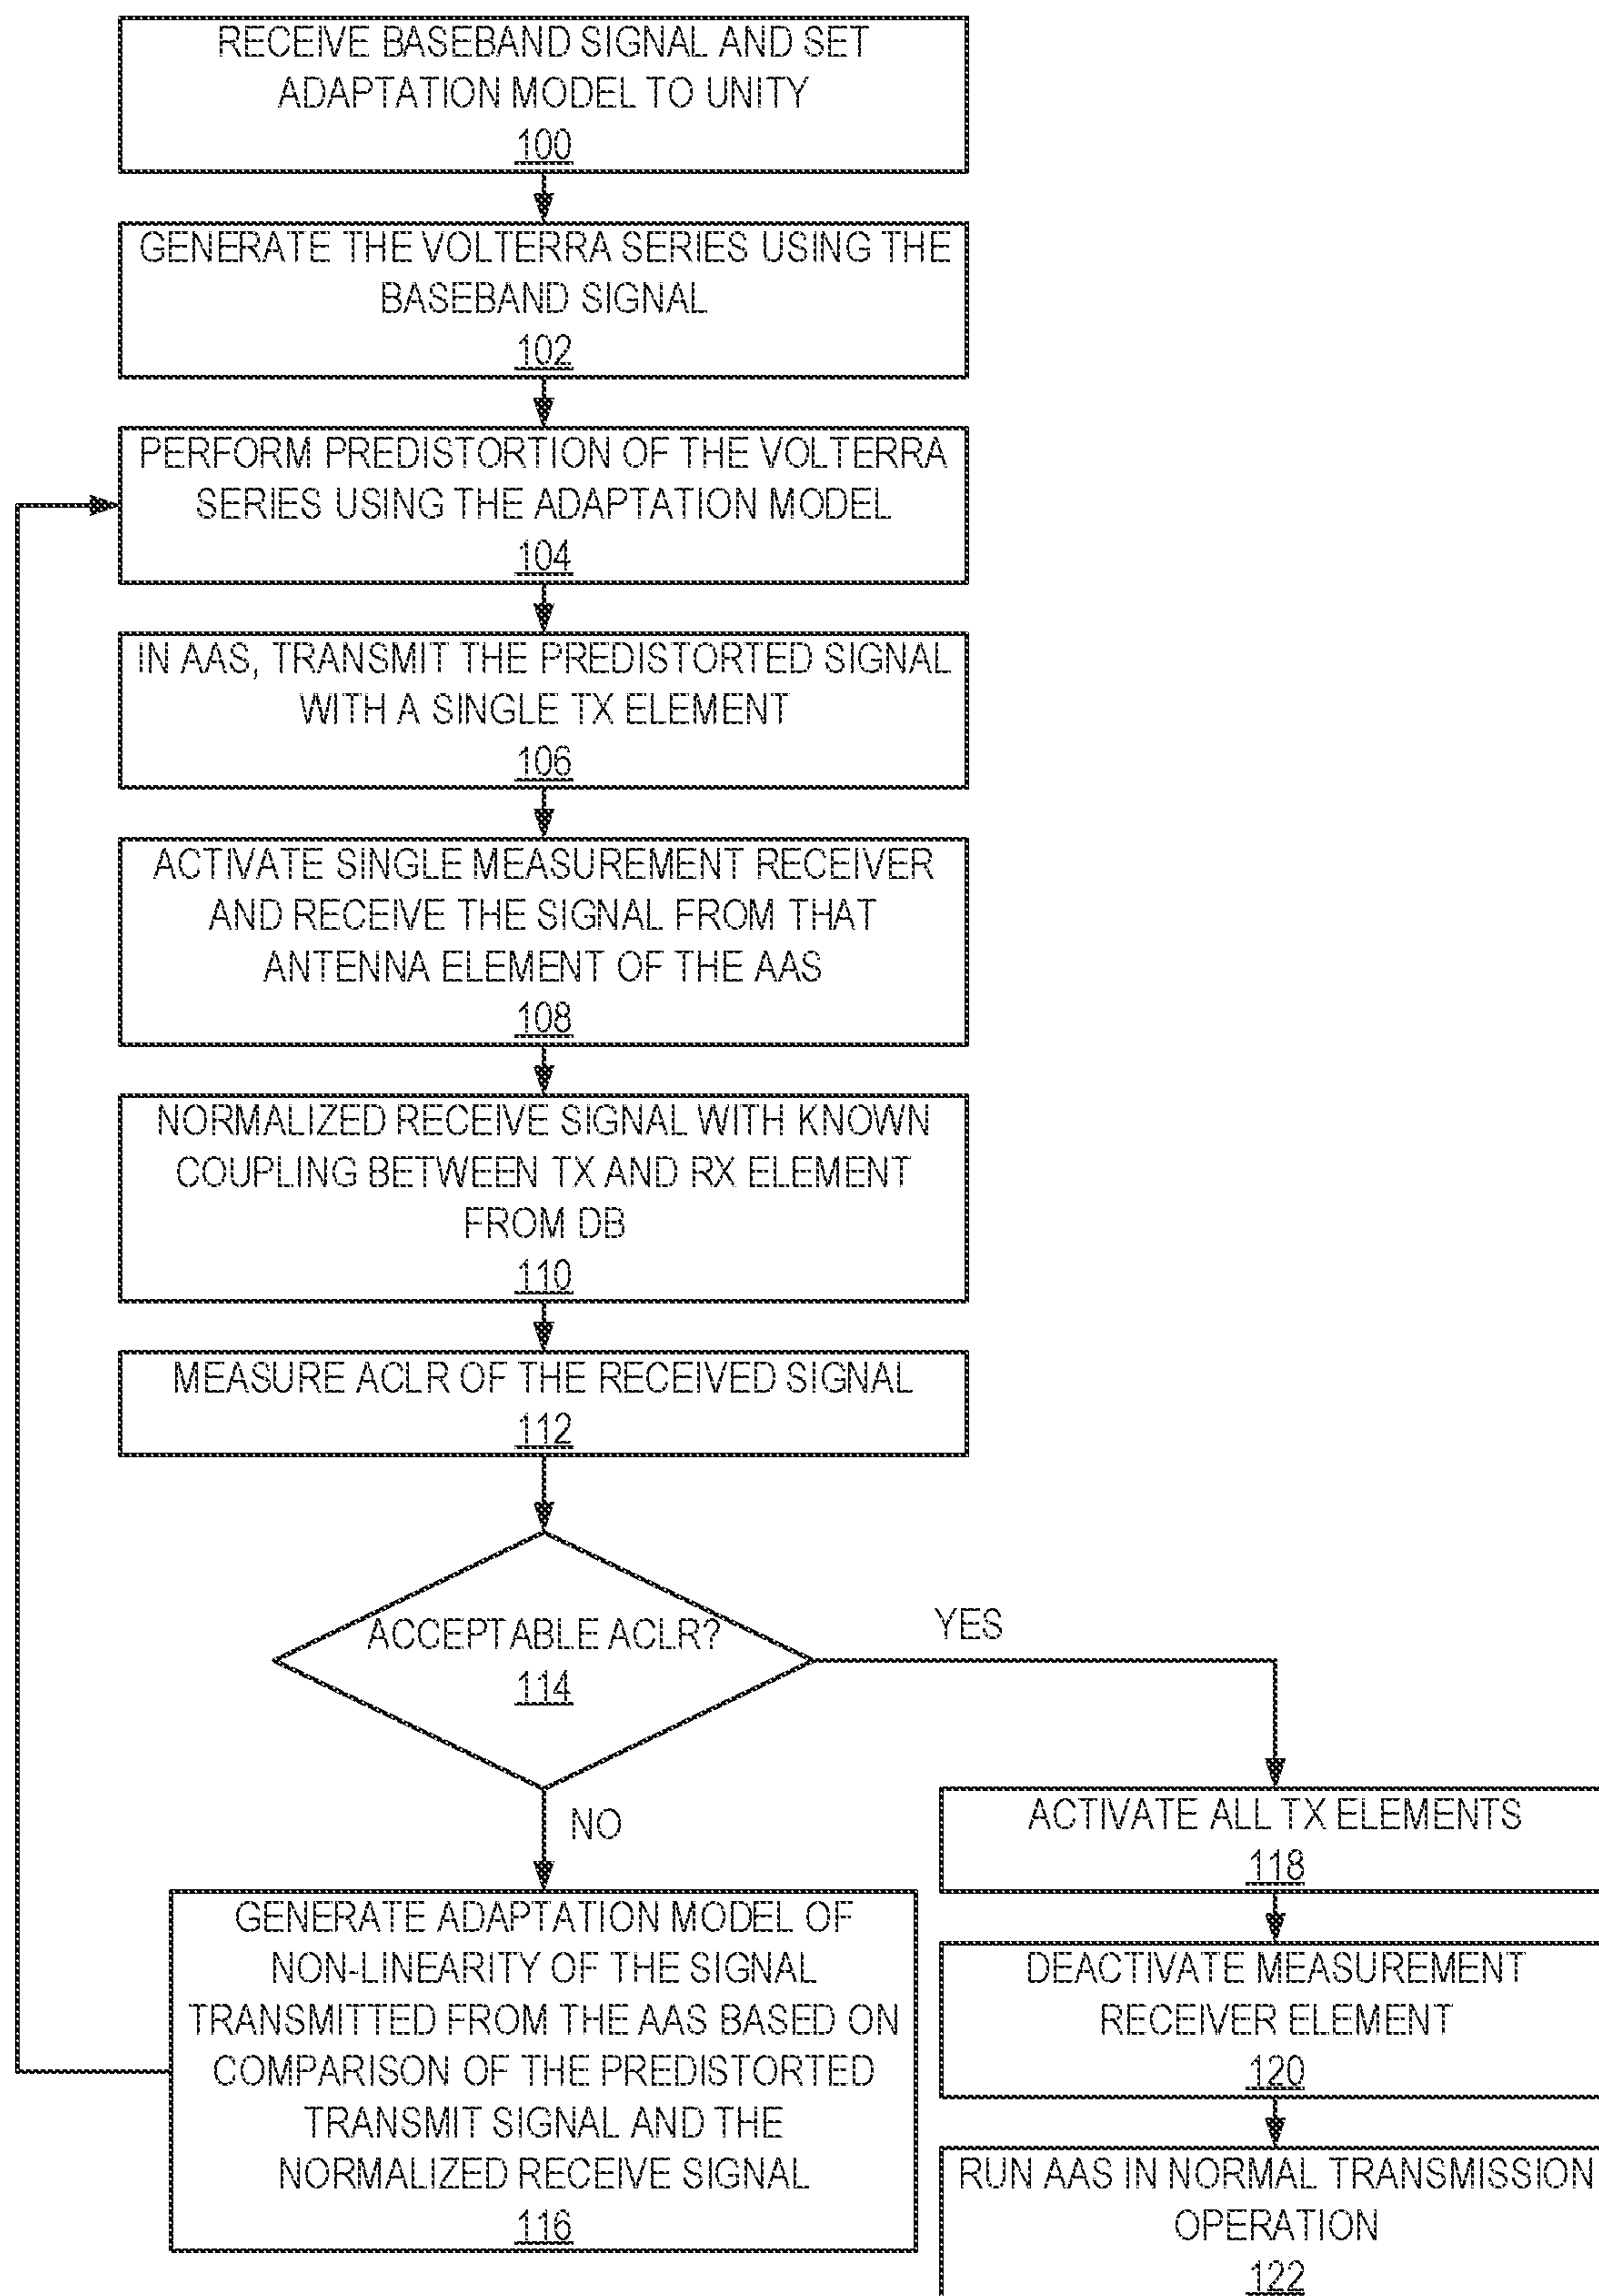 RECEIVE BASEBAND SIGNAL AND SET
ADAPTATION MODEL TO UNITY
100
GENERATE THE VOLTERRA SERIES USING THE
BASEBAND SIGNAL
102
PERFORM PREDISTORTION OF THE VOLTERRA
SERIES USING THE ADAPTATION MODEL
104
IN AAS, TRANSMIT THE PREDISTORTED SIGNAL
WITH A SINGLE TX ELEMENT
106
ACTIVATE SINGLE MEASUREMENT RECEIVER
AND RECEIVE THE SIGNAL FROM THAT
ANTENNA ELEMENT OF THE AAS
108
NORMALIZED RECEIVE SIGNAL WITH KNOWN
COUPLING BETWEEN TX AND RX ELEMENT
FROM DB
110
MEASURE ACLR OF THE RECEIVED SIGNAL
112
ACCEPTABLE ACLR?
114
YES
NO
GENERATE ADAPTATION MODEL OF
NON-LINEARITY OF THE SIGNAL
TRANSMITTED FROM THE AAS BASED ON
COMPARISON OF THE PREDISTORTED
TRANSMIT SIGNAL AND THE
NORMALIZED RECEIVE SIGNAL
116
ACTIVATE ALL TX ELEMENTS
118
DEACTIVATE MEASUREMENT
RECEIVER ELEMENT
120
RUN AAS IN NORMAL TRANSMISSION
OPERATION
122